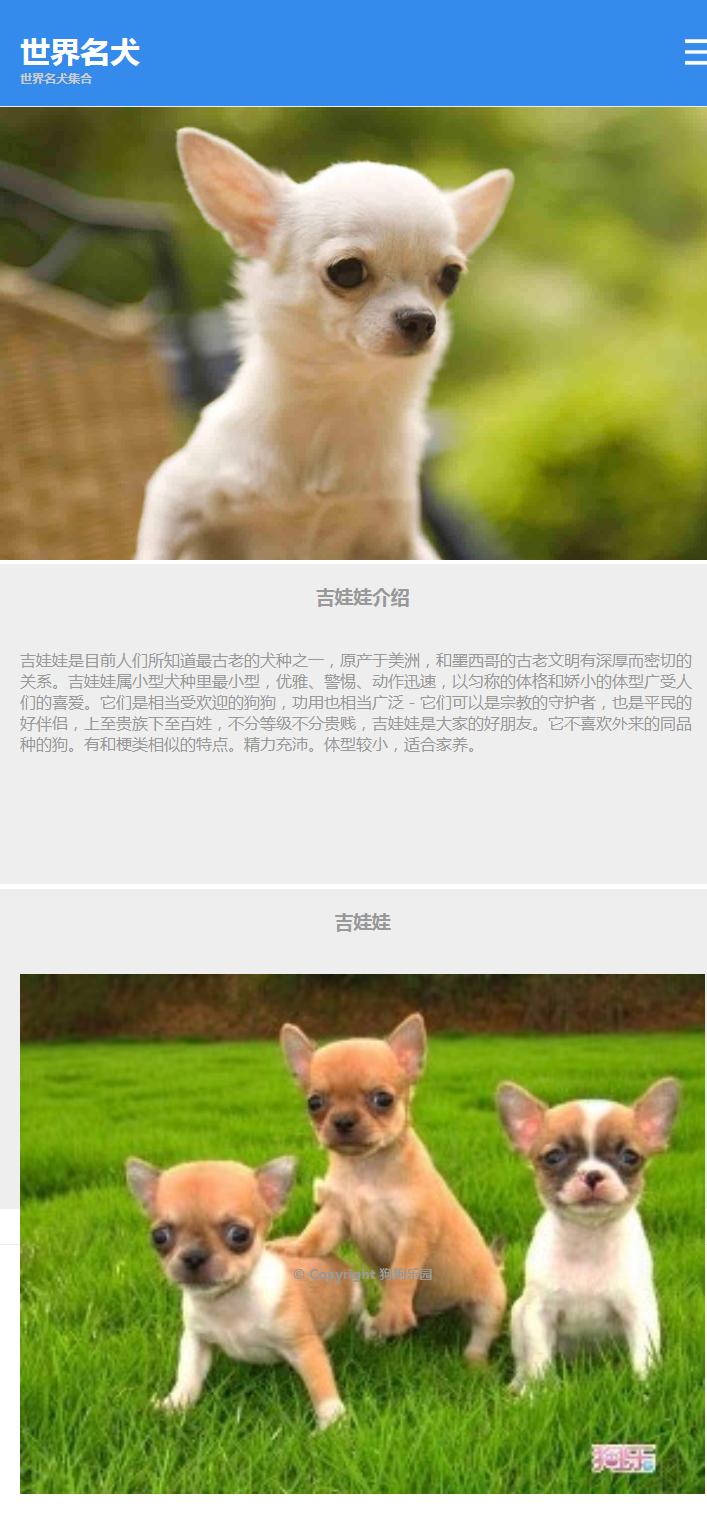 世界名犬
世界名犬集合
吉娃娃介绍
吉娃娃是目前人们所知道最古老的犬种之一，原产于美洲，和墨西哥的古老文明有深厚而密切的
关系。吉娃娃属小型犬种里最小型，优雅、警惕、动作迅速，以匀称的体格和娇小的体型广受人
们的喜爱。它们是相当受欢迎的狗狗，功用也相当广泛 - 它们可以是宗教的守护者，也是平民的
好伴侣，上至贵族下至百姓，不分等级不分贵贱，吉娃娃是大家的好朋友。它不喜欢外来的同品
种的狗。有和梗类相似的特点。精力充沛。体型较小，适合家养。
吉娃娃
© Copyright 狗狗乐园